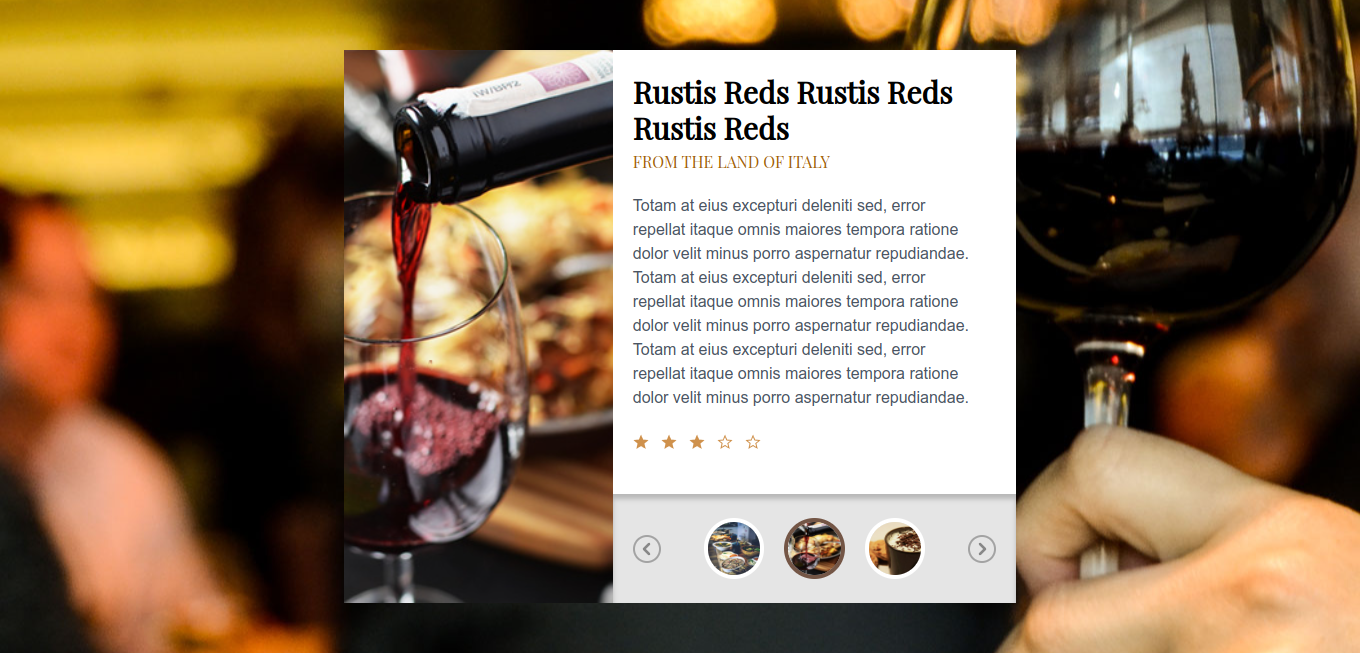 Rustis Reds Rustis Reds
Rustis Reds
FROM THE LAND OF ITALY
Totam at eius excepturi deleniti sed, error
repellat itaque omnis maiores tempora ratione
dolor velit minus porro aspernatur repudiandae.
Totam at eius excepturi deleniti sed, error
repellat itaque omnis maiores tempora ratione
dolor velit minus porro aspernatur repudiandae.
Totam at eius excepturi deleniti sed, error
repellat itaque omnis maiores tempora ratione
dolor velit minus porro aspernatur repudiandae.